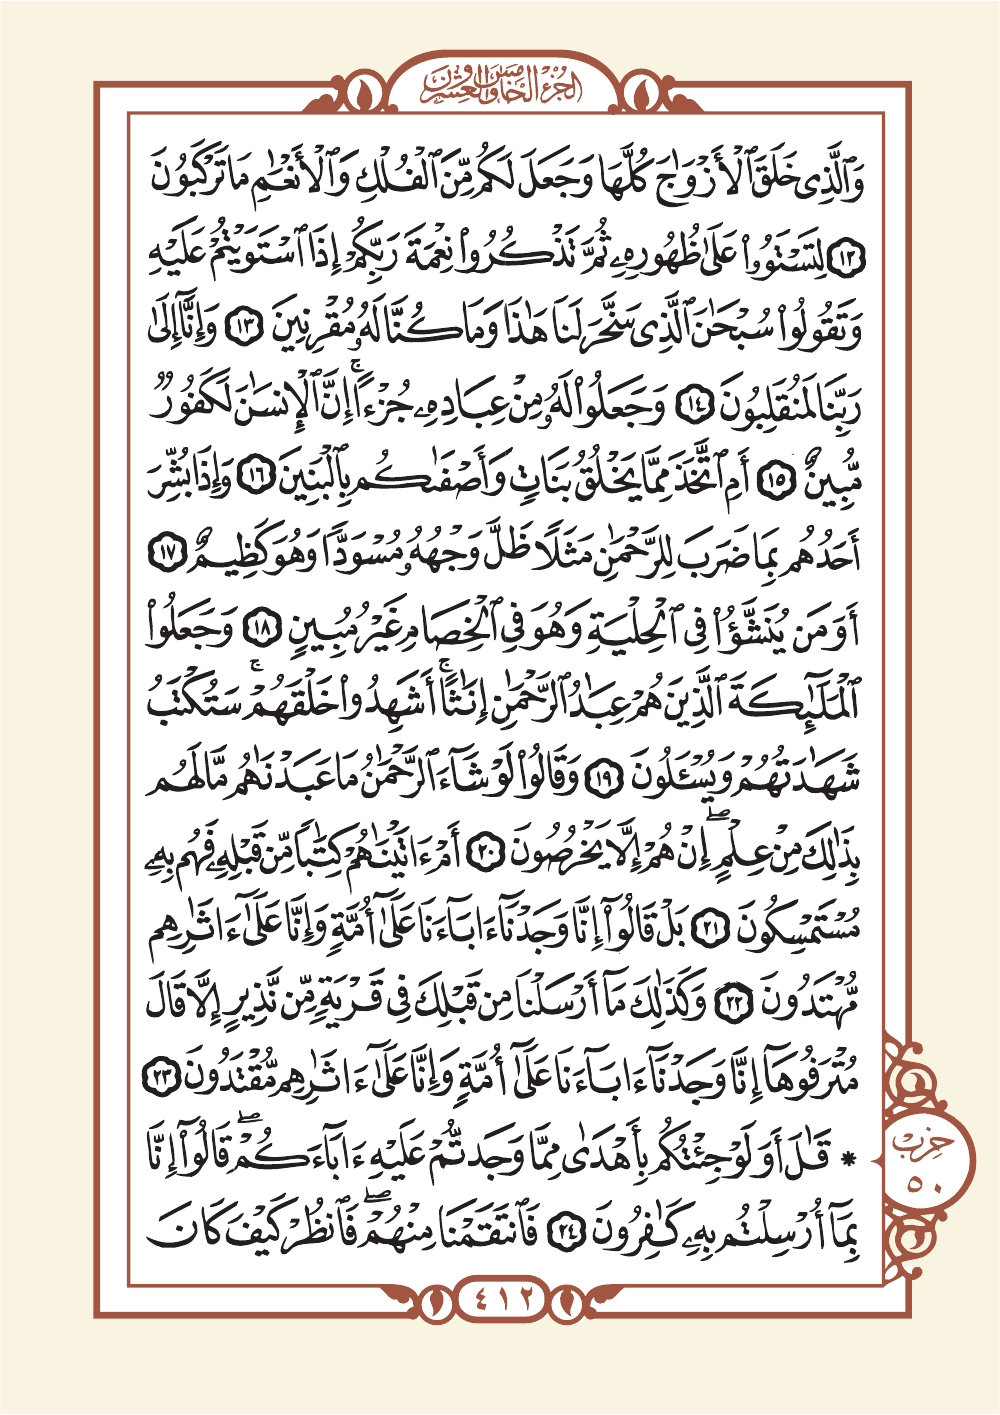 الجزء الخامس والعشرون
وَٱلَّذِى خَلَقَ ٱلْأَزْوَٰجَ كُلَّهَا وَجَعَلَ لَكُم مِّنَ ٱلْفُلْكِ وَٱلْأَنْعَٰمِ مَا تَرْكَبُونَ
١٢ لِتَسْتَوُۥا۟ عَلَىٰ ظُهُورِهِۦ ثُمَّ تَذْكُرُوا۟ نِعْمَةَ رَبِّكُمْ إِذَا ٱسْتَوَيْتُمْ عَلَيْهِ
وَتَقُولُوا۟ سُبْحَٰنَ ٱلَّذِى سَخَّرَ لَنَا هَٰذَا وَمَا كُنَّا لَهُۥ مُقْرِنِينَ ١٣ وَإِنَّآ إِلَىٰ
رَبِّنَا لَمُنقَلِبُونَ ١٤ وَجَعَلُوا۟ لَهُۥ مِنْ عِبَادِهِۦ جُزْءًا ۚ إِنَّ ٱلْإِنسَٰنَ لَكَفُورٌ
مُّبِينٌ ١٥ أَمِ ٱتَّخَذَ مِمَّا يَخْلُقُ بَنَاتٍ وَأَصْفَىٰكُم بِٱلْبَنِينَ ١٦ وَإِذَا بُشِّرَ
أَحَدُهُم بِمَا ضَرَبَ لِلرَّحْمَٰنِ مَثَلًا ظَلَّ وَجْهُهُۥ مُسْوَدًّا وَهُوَ كَظِيمٌ ١٧
أَوَمَن يُنَشَّؤُا۟ فِى ٱلْحِلْيَةِ وَهُوَ فِى ٱلْخِصَامِ غَيْرُ مُبِينٍ ١٨ وَجَعَلُوا۟
ٱلْمَلَٰٓئِكَةَ ٱلَّذِينَ هُمْ عِبَٰدُ ٱلرَّحْمَٰنِ إِنَٰثًا ۚ أَشَهِدُوا۟ خَلْقَهُمْ ۚ سَتُكْتَبُ
شَهَٰدَتُهُمْ وَيُسْـَٔلُونَ ١٩ وَقَالُوا۟ لَوْ شَآءَ ٱلرَّحْمَٰنُ مَا عَبَدْنَٰهُم ۗ مَّا لَهُم
بِذَٰلِكَ مِنْ عِلْمٍ ۖ إِنْ هُمْ إِلَّا يَخْرُصُونَ ٢٠ أَمْ ءَاتَيْنَٰهُمْ كِتَٰبًا مِّن قَبْلِهِۦ فَهُم بِهِۦ
مُسْتَمْسِكُونَ ٢١ بَلْ قَالُوٓا۟ إِنَّا وَجَدْنَآ ءَابَآءَنَا عَلَىٰٓ أُمَّةٍ وَإِنَّا عَلَىٰٓ ءَاثَٰرِهِم
مُّهْتَدُونَ ٢٢ وَكَذَٰلِكَ مَآ أَرْسَلْنَا مِن قَبْلِكَ فِى قَرْيَةٍ مِّن نَّذِيرٍ إِلَّا قَالَ
مُتْرَفُوهَآ إِنَّا وَجَدْنَآ ءَابَآءَنَا عَلَىٰٓ أُمَّةٍ وَإِنَّا عَلَىٰٓ ءَاثَٰرِهِم مُّقْتَدُونَ ٢٣
* قَٰلَ أَوَلَوْ جِئْتُكُم بِأَهْدَىٰ مِمَّا وَجَدتُّمْ عَلَيْهِ ءَابَآءَكُمْ ۖ قَالُوٓا۟ إِنَّا
بِمَآ أُرْسِلْتُم بِهِۦ كَٰفِرُونَ ٢٤ فَٱنتَقَمْنَا مِنْهُمْ ۖ فَٱنظُرْ كَيْفَ كَانَ
حزب
٥٠
٤١٢